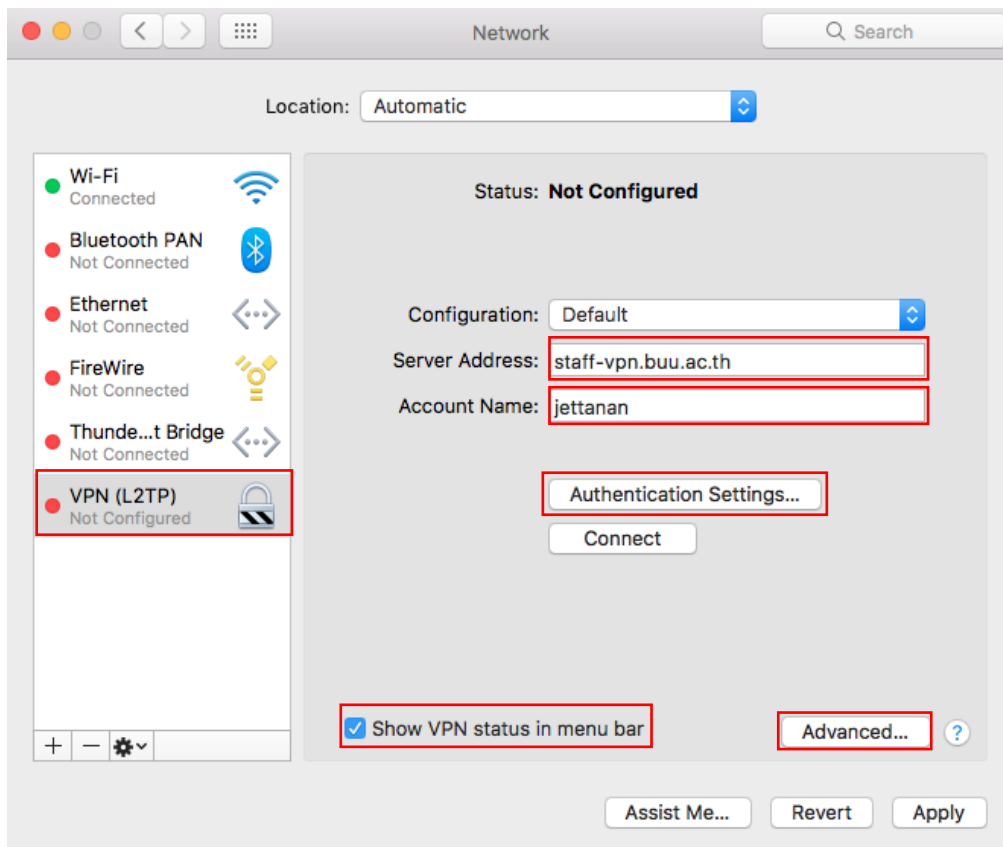 Network
Search
Location: Automatic
Wi-Fi
Connected
Bluetooth PAN
Not Connected
Ethernet
Not Connected
FireWire
Not Connected
Thunde...t Bridge
Not Connected
VPN (L2TP)
Not Configured
Status: Not Configured
Configuration: Default
Server Address: staff-vpn.buu.ac.th
Account Name: jettanan
Authentication Settings...
Connect
Show VPN status in menu bar
Advanced...
?
Assist Me...
Revert
Apply